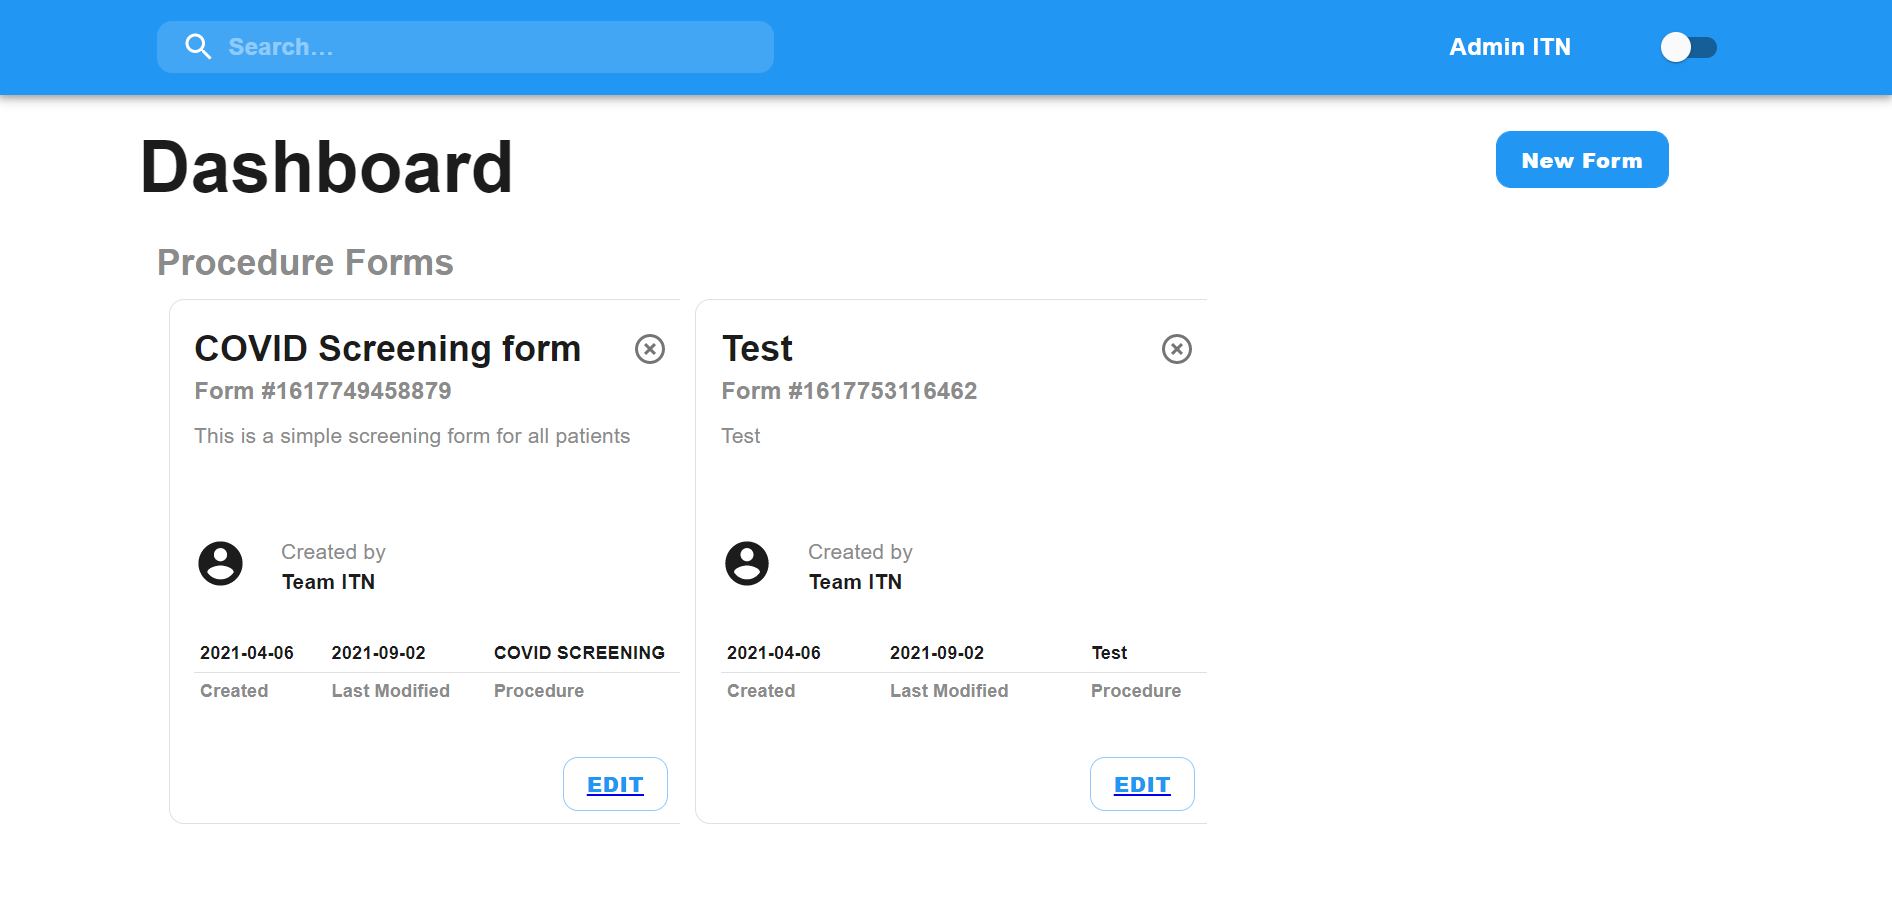 Search...
Admin ITN
Dashboard
New Form
Procedure Forms
COVID Screening form
Form #1617749458879
This is a simple screening form for all patients
Created by
Team ITN
2021-04-06 2021-09-02 COVID SCREENING
Created Last Modified Procedure
EDIT
Test
Form #1617753116462
Test
Created by
Team ITN
2021-04-06 2021-09-02 Test
Created Last Modified Procedure
EDIT